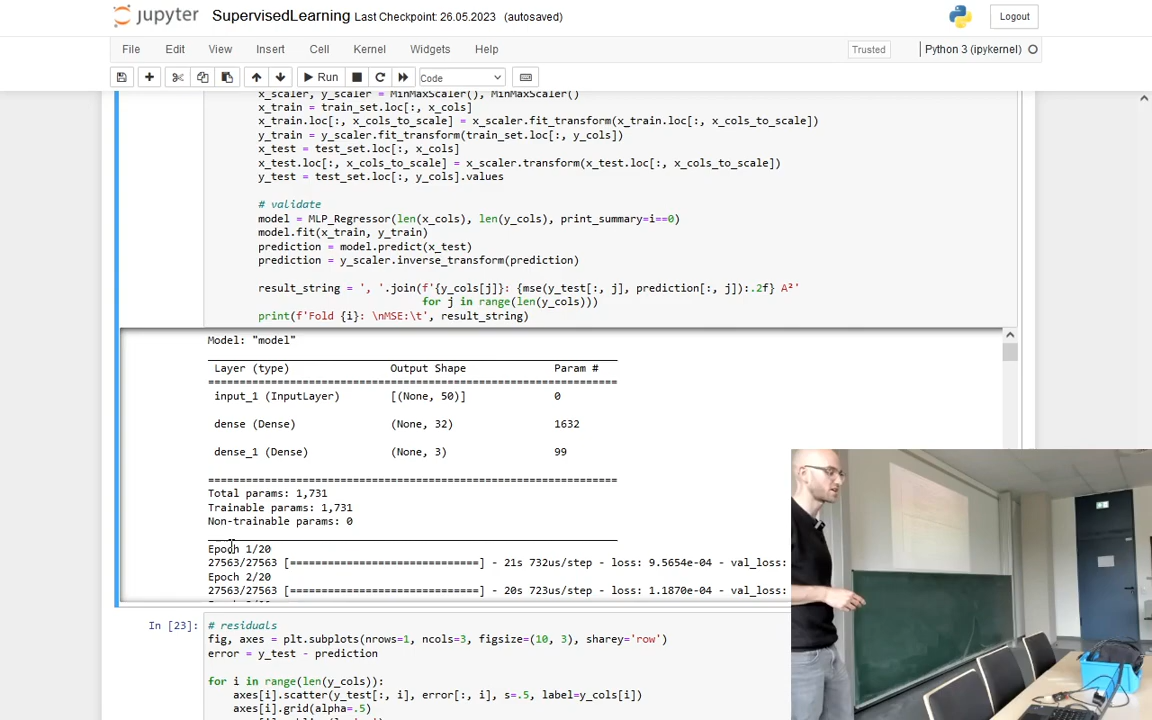 jupyter SupervisedLearning Last Checkpoint: 26.05.2023 (autosaved)
Logout
File Edit View Insert Cell Kernel Widgets Help
Trusted
Python 3 (ipykernel)
Run
Code
x_scaler, y_scaler = MinMaxScaler(), MinMaxScaler()
x_train = train_set.loc[:, x_cols]
x_train.loc[:, x_cols_to_scale] = x_scaler.fit_transform(x_train.loc[:, x_cols_to_scale])
y_train = y_scaler.fit_transform(train_set.loc[:, y_cols])
x_test = test_set.loc[:, x_cols]
x_test.loc[:, x_cols_to_scale] = x_scaler.transform(x_test.loc[:, x_cols_to_scale])
y_test = test_set.loc[:, y_cols].values
# validate
model = MLP_Regressor(len(x_cols), len(y_cols), print_summary=i==0)
model.fit(x_train, y_train)
prediction = model.predict(x_test)
prediction = y_scaler.inverse_transform(prediction)
result_string = ', '.join(f'{y_cols[j]}: {mse(y_test[:, j], prediction[:, j]):.2f} A²'
for j in range(len(y_cols)))
print(f'Fold {i}: \nMSE:\t', result_string)
Model: "model"
Layer (type) Output Shape Param #
=================================================================
input_1 (InputLayer) [(None, 50)] 0
dense (Dense) (None, 32) 1632
dense_1 (Dense) (None, 3) 99
=================================================================
Total params: 1,731
Trainable params: 1,731
Non-trainable params: 0
Epoch 1/20
27563/27563 [==============================] - 21s 732us/step - loss: 9.5654e-04 - val_loss:
Epoch 2/20
27563/27563 [==============================] - 20s 723us/step - loss: 1.1870e-04 - val_loss:
In [23]:
# residuals
fig, axes = plt.subplots(nrows=1, ncols=3, figsize=(10, 3), sharey='row')
error = y_test - prediction
for i in range(len(y_cols)):
axes[i].scatter(y_test[:, i], error[:, i], s=.5, label=y_cols[i])
axes[i].grid(alpha=.5)